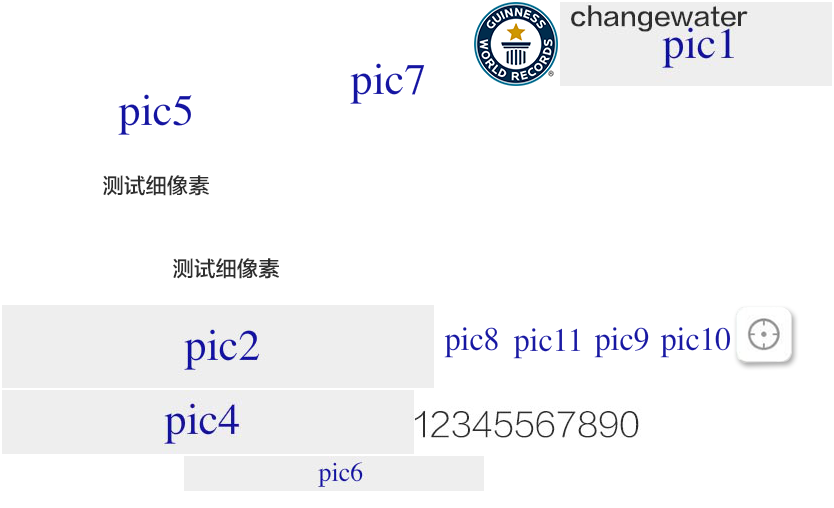 GUINNESS WORLD RECORDS
®
changewater
pic1
pic7
pic5
测试细像素
测试细像素
pic2
pic8 pic11 pic9 pic10
pic4
12345567890
pic6